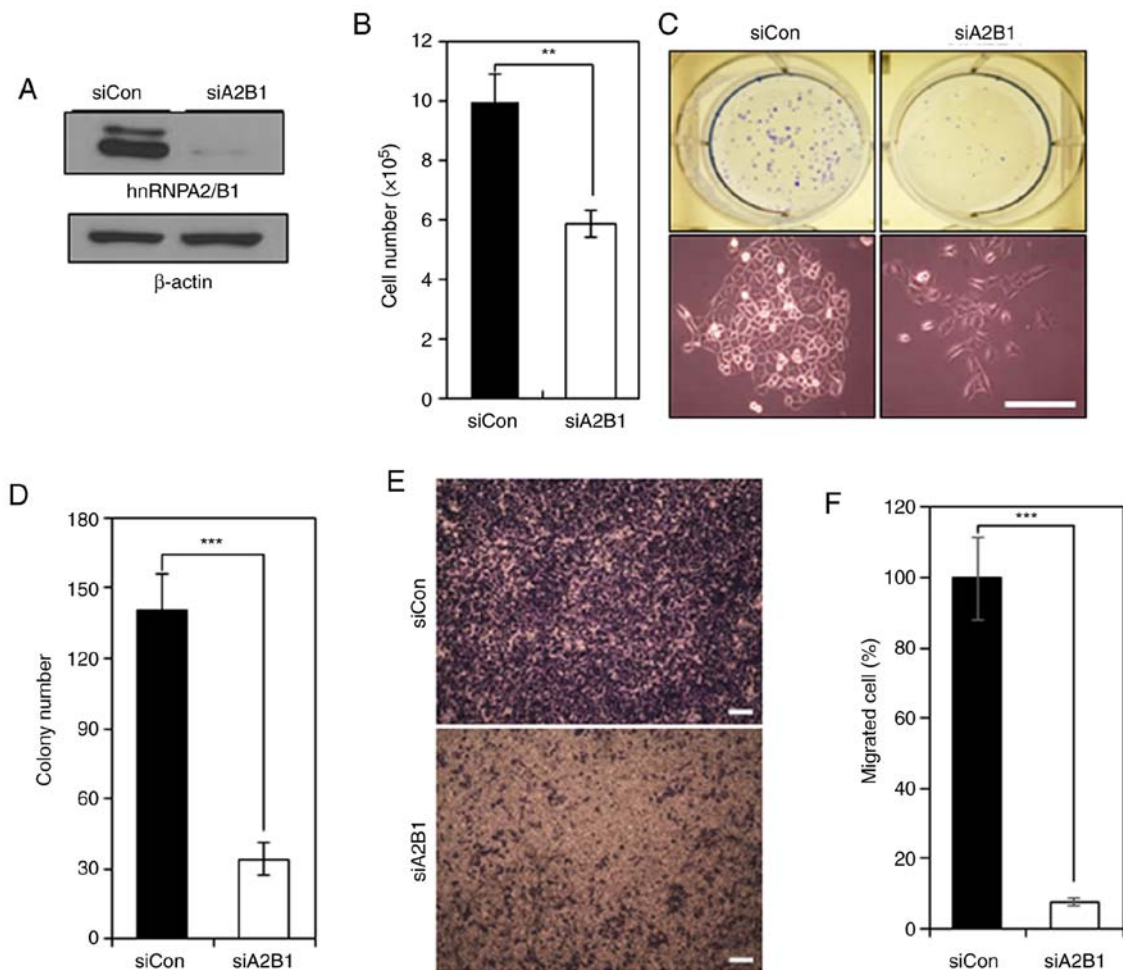 A
siCon siA2B1
hnRNPA2/B1
β-actin
B
12
10
8
6
4
2
0
Cell number (×10⁵)
**
siCon siA2B1
C
siCon siA2B1
D
180
150
120
90
60
30
0
Colony number
***
siCon siA2B1
E
siCon
siA2B1
F
120
100
80
60
40
20
0
Migrated cell (%)
***
siCon siA2B1